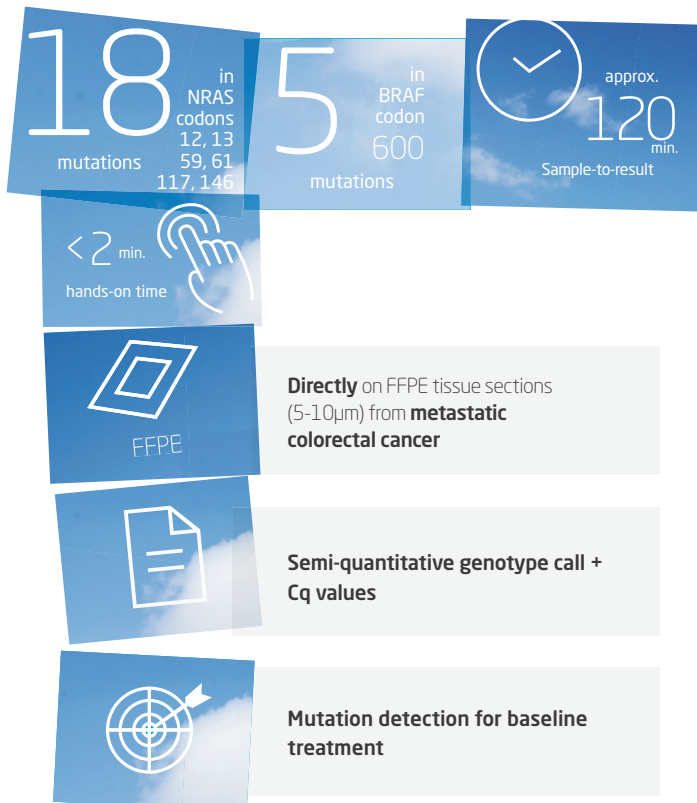 18
mutations
in
NRAS
codons
12, 13
59, 61
117, 146
5
in
BRAF
codon
600
mutations
approx.
120
min.
Sample-to-result
< 2 min.
hands-on time
FFPE
Directly on FFPE tissue sections
(5-10µm) from metastatic
colorectal cancer
Semi-quantitative genotype call +
Cq values
Mutation detection for baseline
treatment